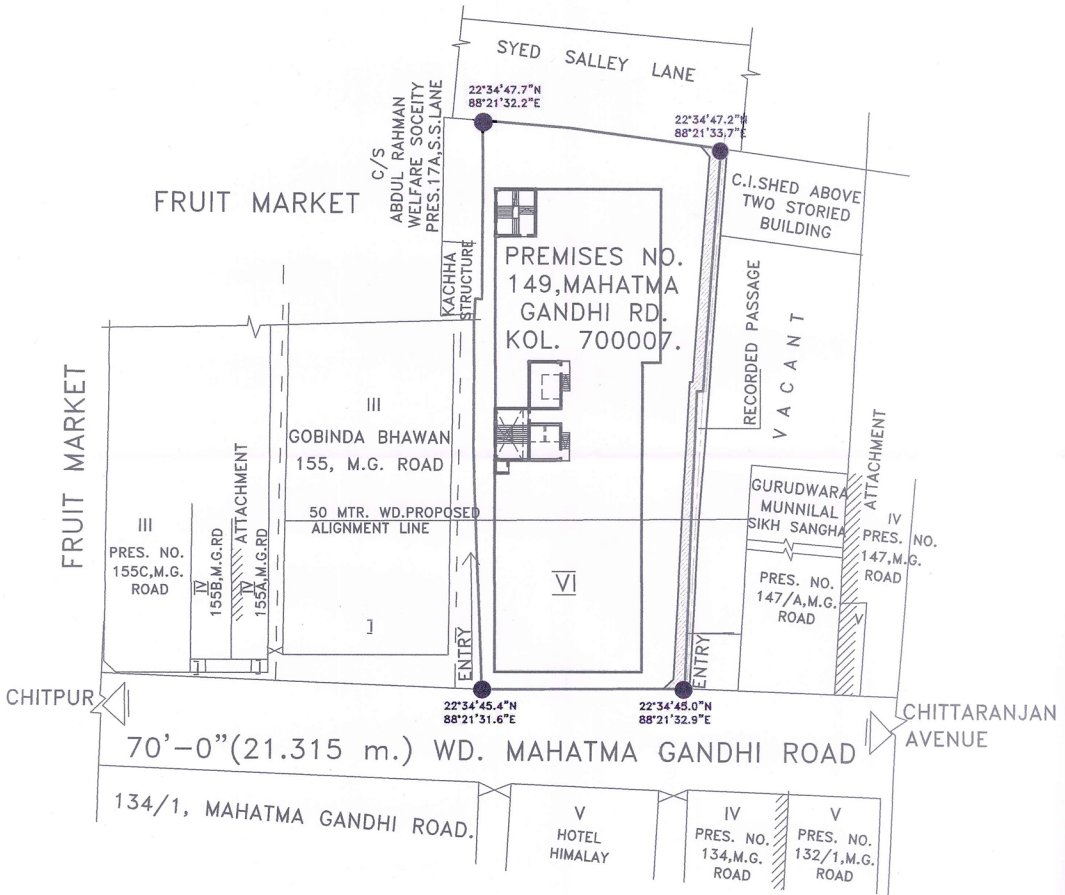 SYED SALLEY LANE
22°34'47.7"N
88°21'32.2"E
22°34'47.2"N
88°21'33.7"E
C/S
ABDUL RAHMAN
WELFARE SOCEITY
PRES.17A,S.S.LANE
FRUIT MARKET
C.I.SHED ABOVE
TWO STORIED
BUILDING
KACHHA
STRUCTURE
PREMISES NO.
149,MAHATMA
GANDHI RD.
KOL. 700007.
RECORDED PASSAGE
VACANT
FRUIT MARKET
III
GOBINDA BHAWAN
155, M.G. ROAD
50 MTR. WD.PROPOSED
ALIGNMENT LINE
ATTACHMENT
III
PRES. NO.
155C,M.G.
ROAD
IV
155B,M.G.RD
IV
155A,M.G.RD
ATTACHMENT
GURUDWARA
MUNNILAL
SIKH SANGHA
IV
PRES. NO.
147,M.G.
ROAD
PRES. NO.
147/A,M.G.
ROAD
V
VI
ENTRY
ENTRY
CHITPUR
22°34'45.4"N
88°21'31.6"E
22°34'45.0"N
88°21'32.9"E
CHITTARANJAN
AVENUE
70'-0"(21.315 m.) WD. MAHATMA GANDHI ROAD
134/1, MAHATMA GANDHI ROAD.
V
HOTEL
HIMALAY
IV
PRES. NO.
134,M.G.
ROAD
V
PRES. NO.
132/1,M.G.
ROAD